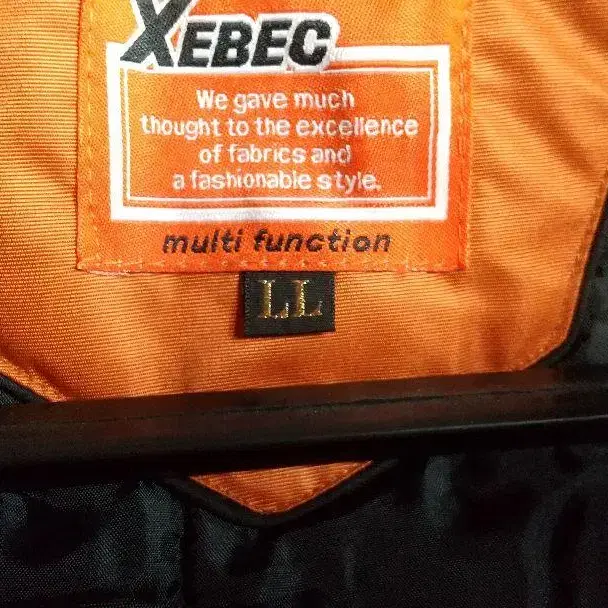 XEBEC
We gave much
thought to the excellence
of fabrics and
a fashionable style.
multi function
LL